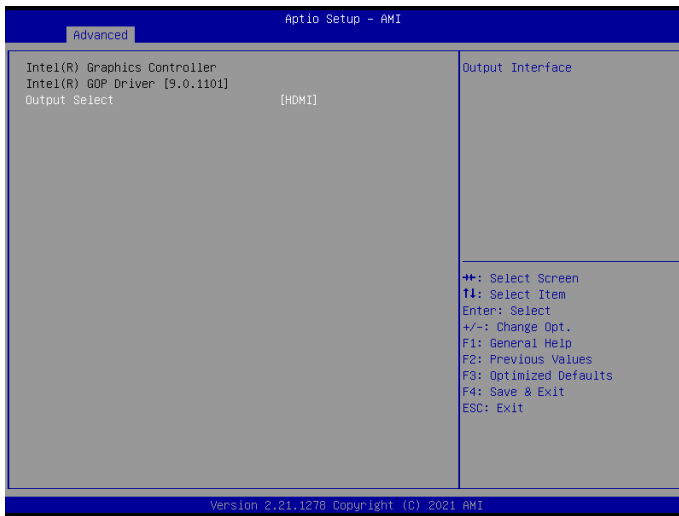 Aptio Setup – AMI
Advanced
Intel(R) Graphics Controller
Intel(R) GOP Driver [9.0.1101]
Output Select [HDMI]
Output Interface
→←: Select Screen
↑↓: Select Item
Enter: Select
+/-: Change Opt.
F1: General Help
F2: Previous Values
F3: Optimized Defaults
F4: Save & Exit
ESC: Exit
Version 2.21.1278 Copyright (C) 2021 AMI